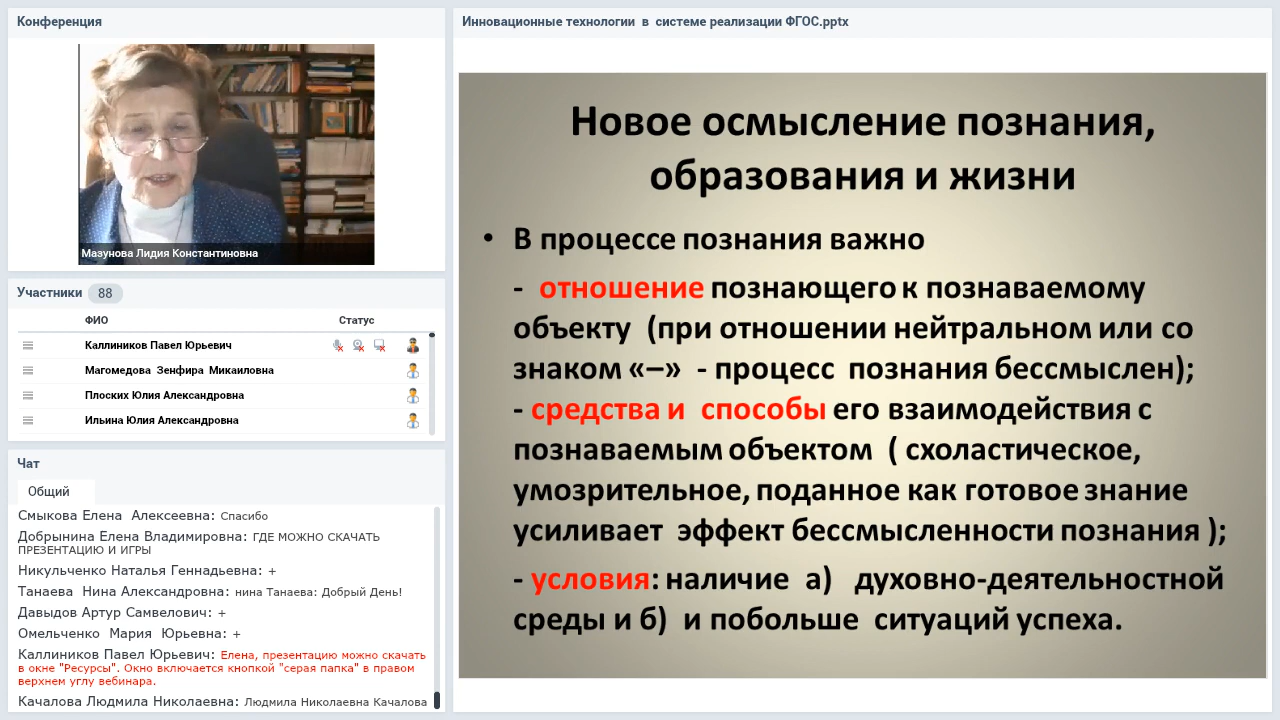 Конференция
Мазунова Лидия Константиновна
Участники 88
ФИО Статус
Каллиников Павел Юрьевич
Магомедова Зенфира Микаиловна
Плоских Юлия Александровна
Ильина Юлия Александровна
Чат
Общий
Смыкова Елена Алексеевна: Спасибо
Добрынина Елена Владимировна: ГДЕ МОЖНО СКАЧАТЬ
ПРЕЗЕНТАЦИЮ И ИГРЫ
Никульченко Наталья Геннадьевна: +
Танаева Нина Александровна: нина Танаева: Добрый День!
Давыдов Артур Самвелович: +
Омельченко Мария Юрьевна: +
Каллиников Павел Юрьевич: Елена, презентацию можно скачать
в окне "Ресурсы". Окно включается кнопкой "серая папка" в правом
верхнем углу вебинара.
Качалова Людмила Николаевна: Людмила Николаевна Качалова
Инновационные технологии в системе реализации ФГОС.pptx
Новое осмысление познания,
образования и жизни
• В процессе познания важно
- отношение познающего к познаваемому
объекту (при отношении нейтральном или со
знаком «–» - процесс познания бессмыслен);
- средства и способы его взаимодействия с
познаваемым объектом ( схоластическое,
умозрительное, поданное как готовое знание
усиливает эффект бессмысленности познания );
- условия: наличие а) духовно-деятельностной
среды и б) и побольше ситуаций успеха.